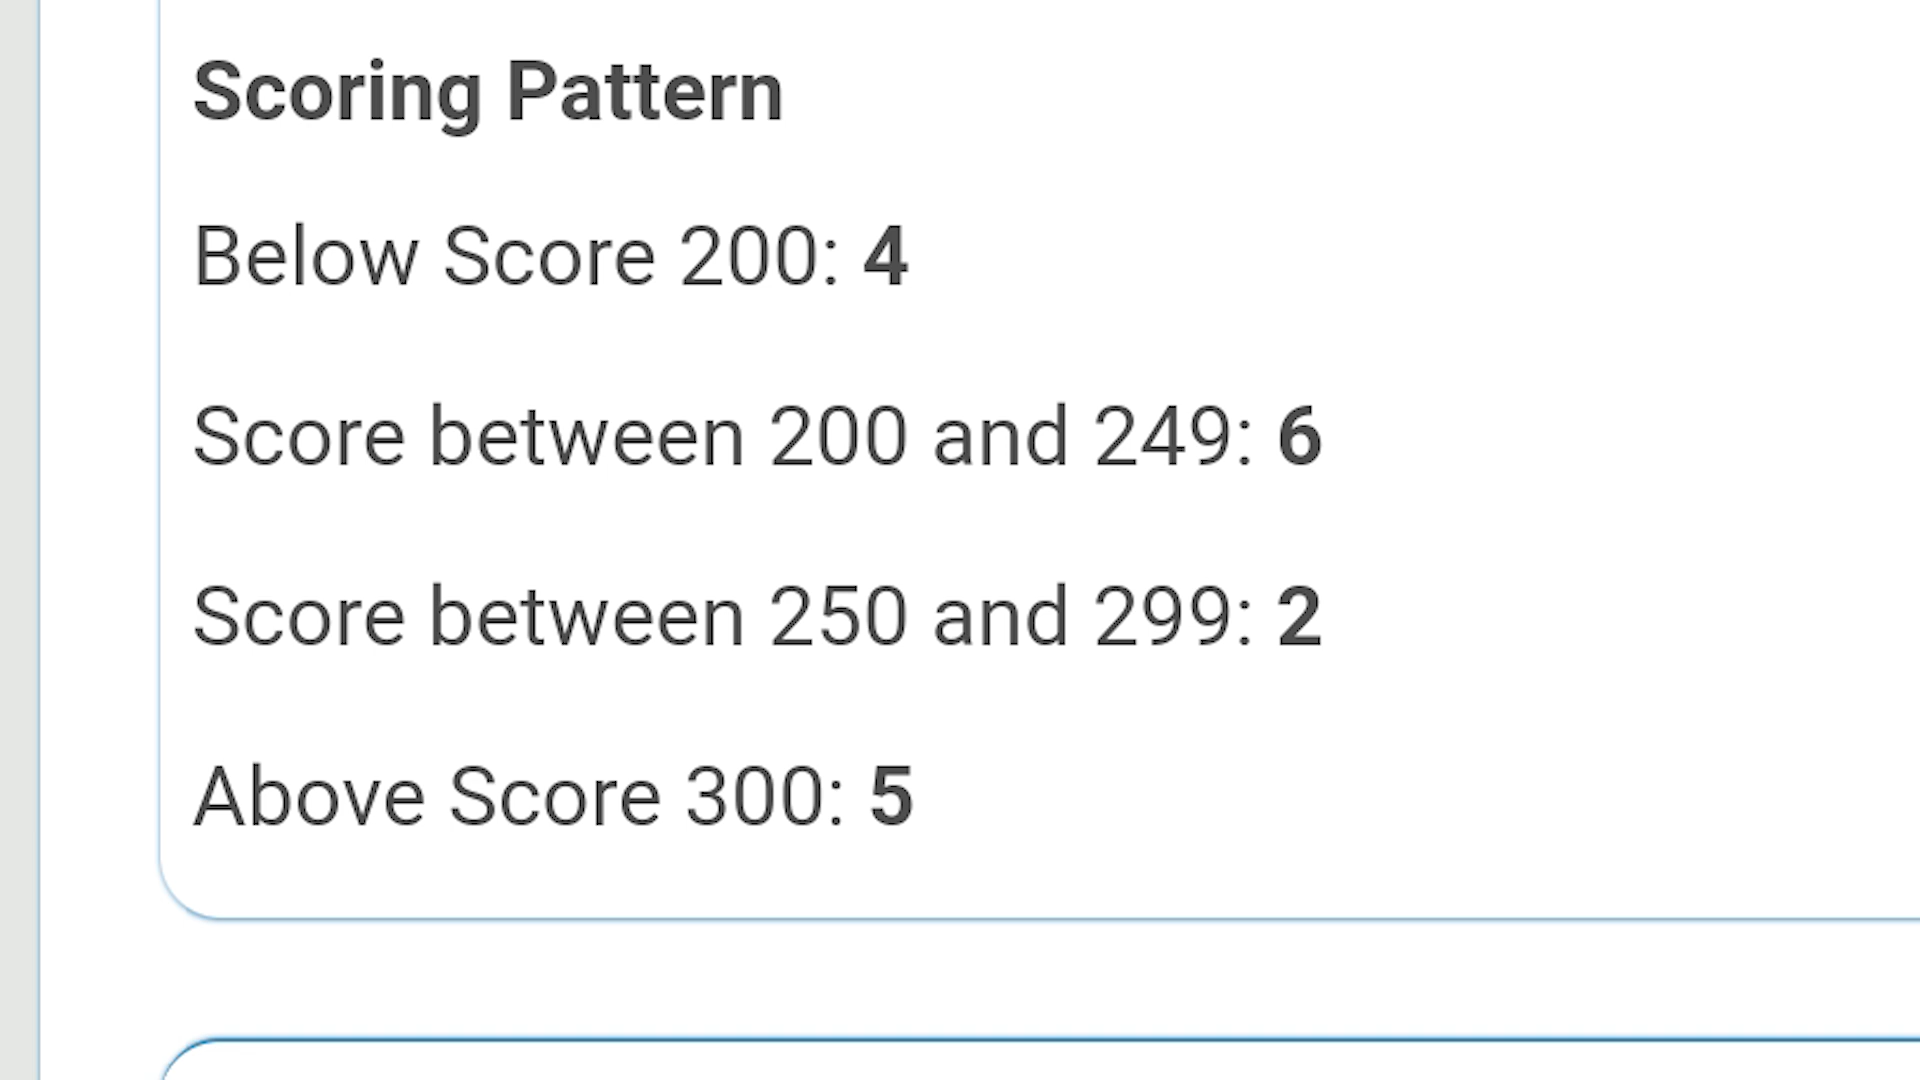 Scoring Pattern
Below Score 200: 4
Score between 200 and 249: 6
Score between 250 and 299: 2
Above Score 300: 5